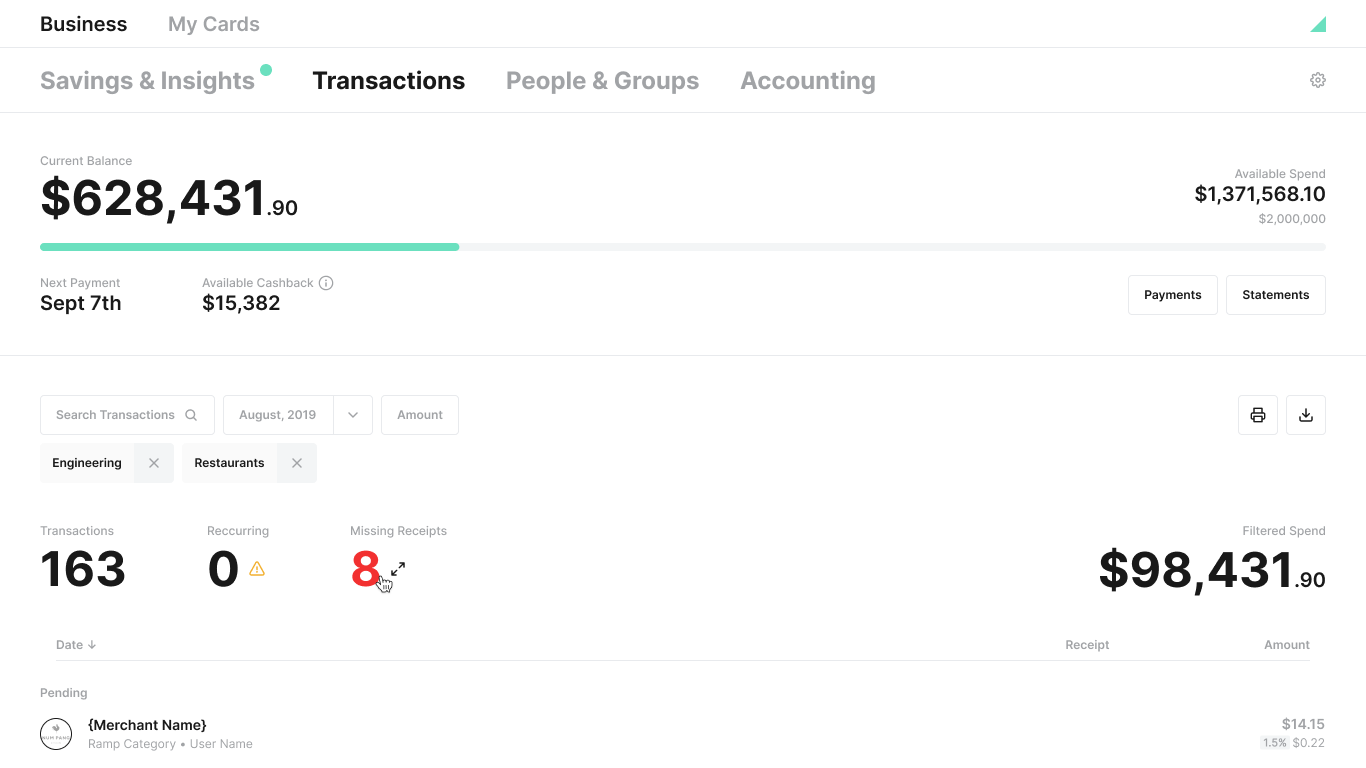 Business My Cards
Savings & Insights Transactions People & Groups Accounting
Current Balance
$628,431.90
Available Spend
$1,371,568.10
$2,000,000
Next Payment
Sept 7th
Available Cashback
$15,382
Payments Statements
Search Transactions August, 2019 Amount
Engineering Restaurants
Transactions
163
Reccurring
0
Missing Receipts
8
Filtered Spend
$98,431.90
Date ↓ Receipt Amount
Pending
{Merchant Name}
Ramp Category • User Name
$14.15
1.5% $0.22